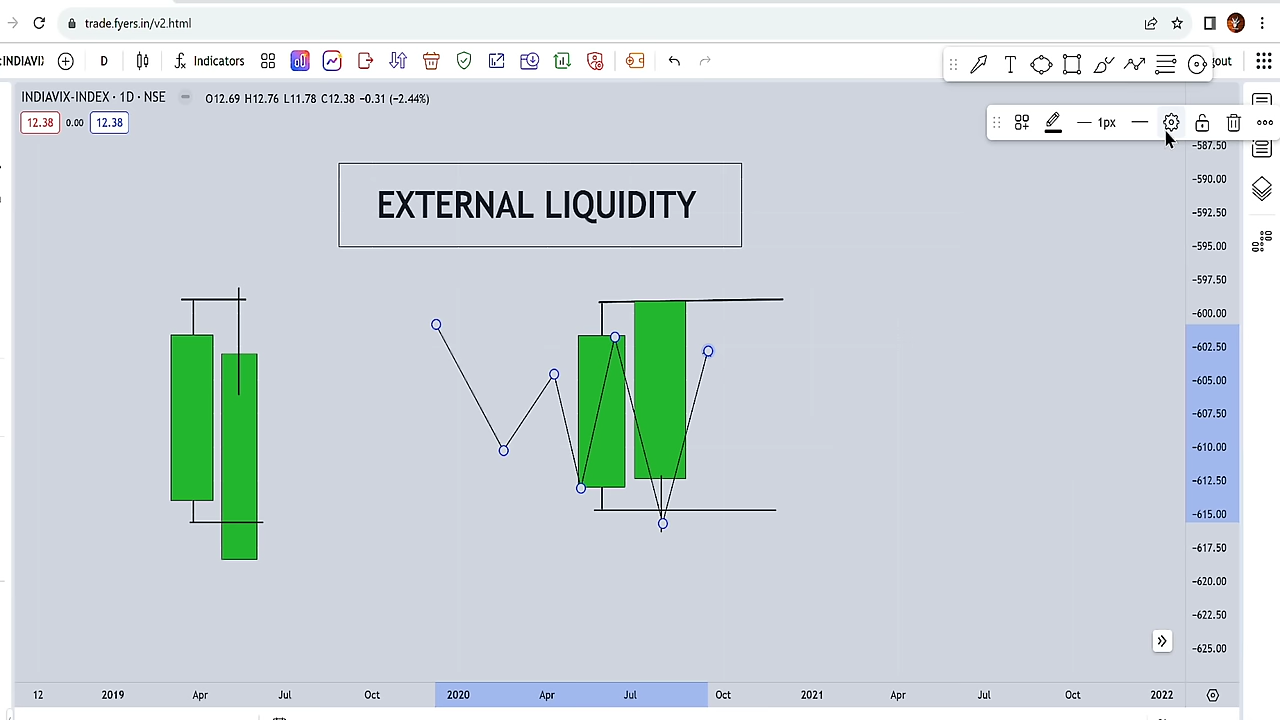 trade.fyers.in/v2.html
:INDIAVI)
D
Indicators
gout
INDIAVIX-INDEX · 1D · NSE
O12.69 H12.76 L11.78 C12.38 −0.31 (−2.44%)
12.38 0.00 12.38
1px
EXTERNAL LIQUIDITY
−587.50
−590.00
−592.50
−595.00
−597.50
−600.00
−602.50
−605.00
−607.50
−610.00
−612.50
−615.00
−617.50
−620.00
−622.50
−625.00
12 2019 Apr Jul Oct 2020 Apr Jul Oct 2021 Apr Jul Oct 2022